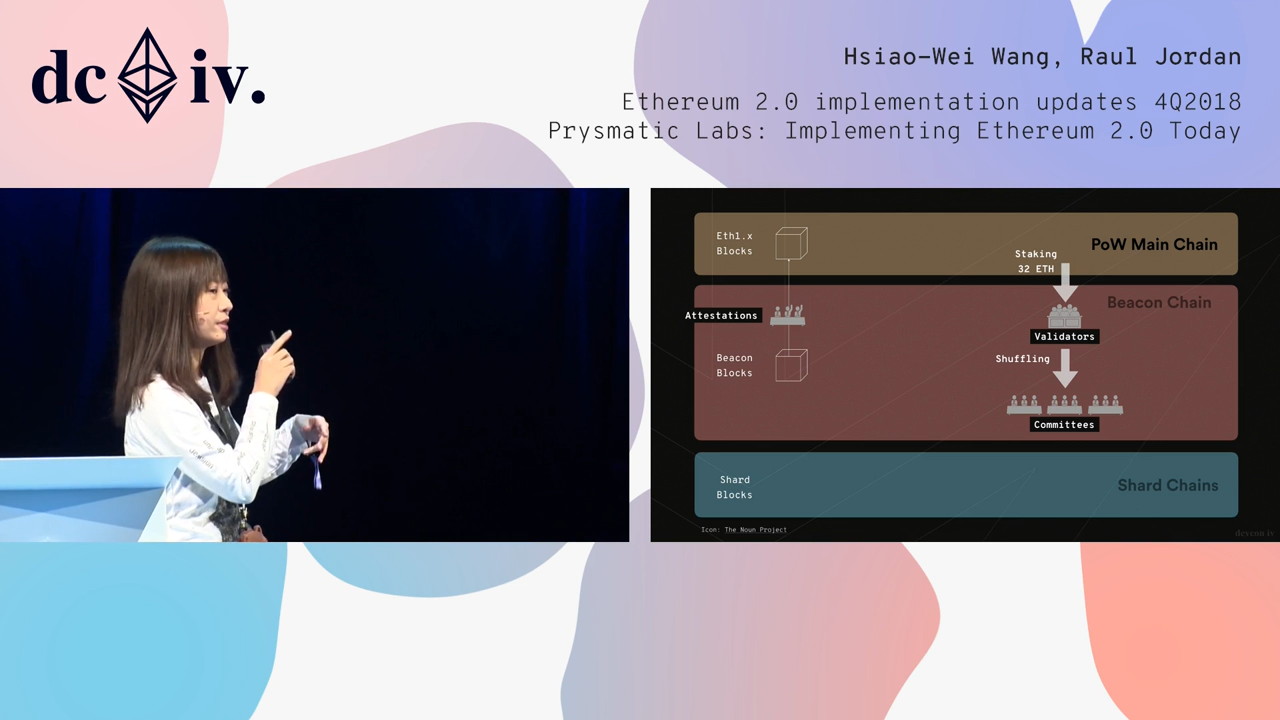 dc iv.
Hsiao-Wei Wang, Raul Jordan
Ethereum 2.0 implementation updates 4Q2018
Prysmatic Labs: Implementing Ethereum 2.0 Today
Eth1.x
Blocks
PoW Main Chain
Staking
32 ETH
Beacon Chain
Attestations
Validators
Beacon
Blocks
Shuffling
Committees
Shard
Blocks
Shard Chains
Icon: The Noun Project
devcon iv